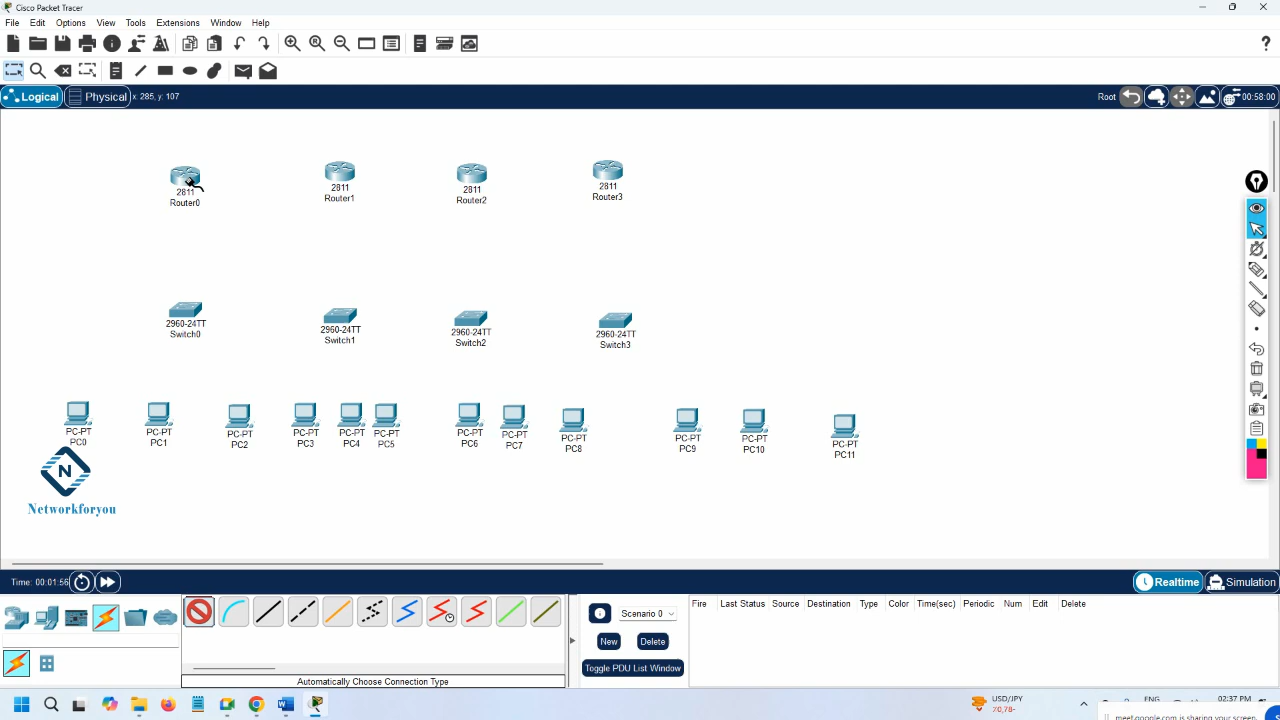 Cisco Packet Tracer
File Edit Options View Tools Extensions Window Help
Logical Physical x: 285, y: 107 Root 00:58:00
2811 Router0
2811 Router1
2811 Router2
2811 Router3
2960-24TT Switch0
2960-24TT Switch1
2960-24TT Switch2
2960-24TT Switch3
PC-PT PC0
PC-PT PC1
PC-PT PC2
PC-PT PC3
PC-PT PC4
PC-PT PC5
PC-PT PC6
PC-PT PC7
PC-PT PC8
PC-PT PC9
PC-PT PC10
PC-PT PC11
N
Networkforyou
Time: 00:01:56 Realtime Simulation
Scenario 0
New Delete
Toggle PDU List Window
Fire Last Status Source Destination Type Color Time(sec) Periodic Num Edit Delete
Automatically Choose Connection Type
USD/JPY
ENG
02:37 PM
meet.google.com is sharing your screen.